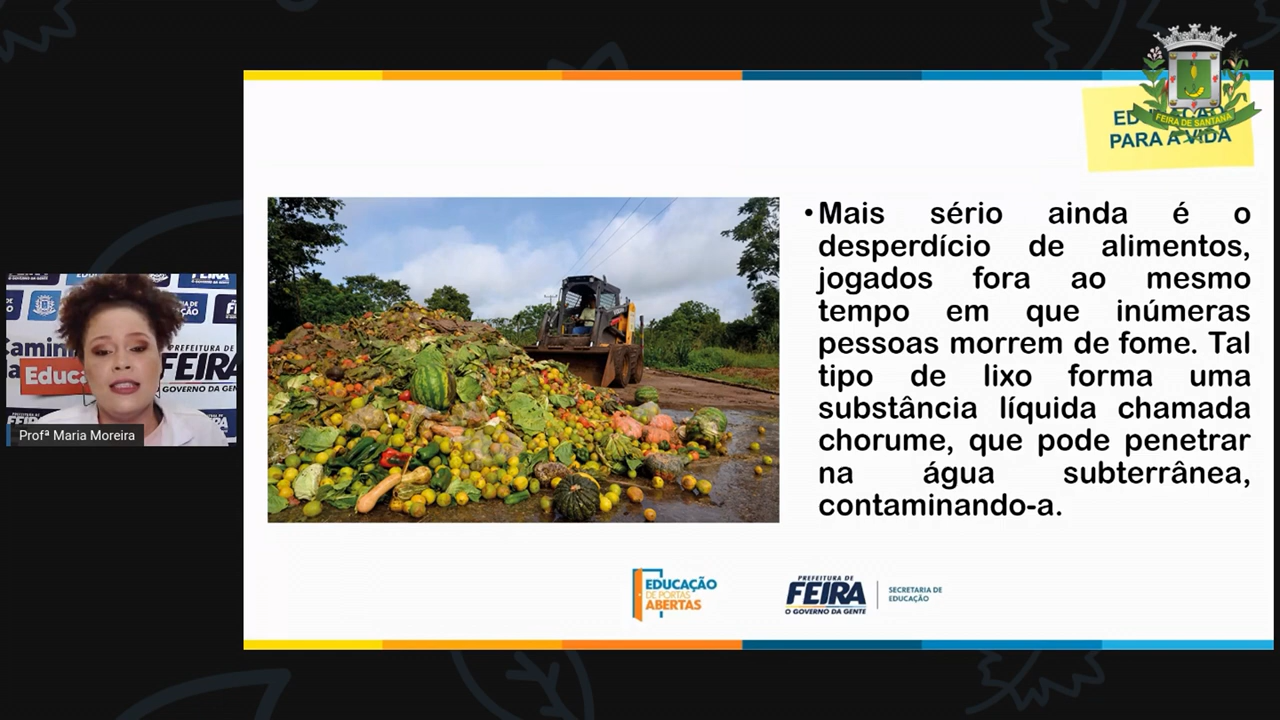 FEIRA DE SANTANA
PARA A VIDA
• Mais sério ainda é o
desperdício de alimentos,
jogados fora ao mesmo
tempo em que inúmeras
pessoas morrem de fome. Tal
tipo de lixo forma uma
substância líquida chamada
chorume, que pode penetrar
na água subterrânea,
contaminando-a.
PREFEITURA DE
FEIRA
O GOVERNO DA GENTE
Profª Maria Moreira
EDUCAÇÃO
DE PORTAS
ABERTAS
PREFEITURA DE
FEIRA
O GOVERNO DA GENTE
SECRETARIA DE
EDUCAÇÃO